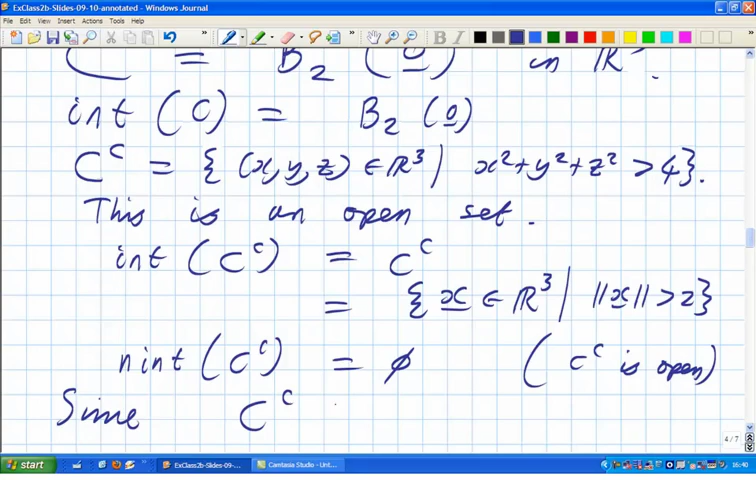 ExClass2b-Slides-09-10-annotated - Windows Journal
File Edit View Insert Actions Tools Help
C = B₂ (0̲) in ℝ³.
int (C) = B₂ (0̲)
Cᶜ = { (x, y, z) ∈ ℝ³ | x² + y² + z² > 4 }.
This is an open set.
int (Cᶜ) = Cᶜ
= { x̲ ∈ ℝ³ | ||x̲|| > 2 }
nint (Cᶜ) = ∅ ( Cᶜ is open )
Since Cᶜ
4 / 7
start ExClass2b-Slides-09-... Camtasia Studio - Unt... 16:40